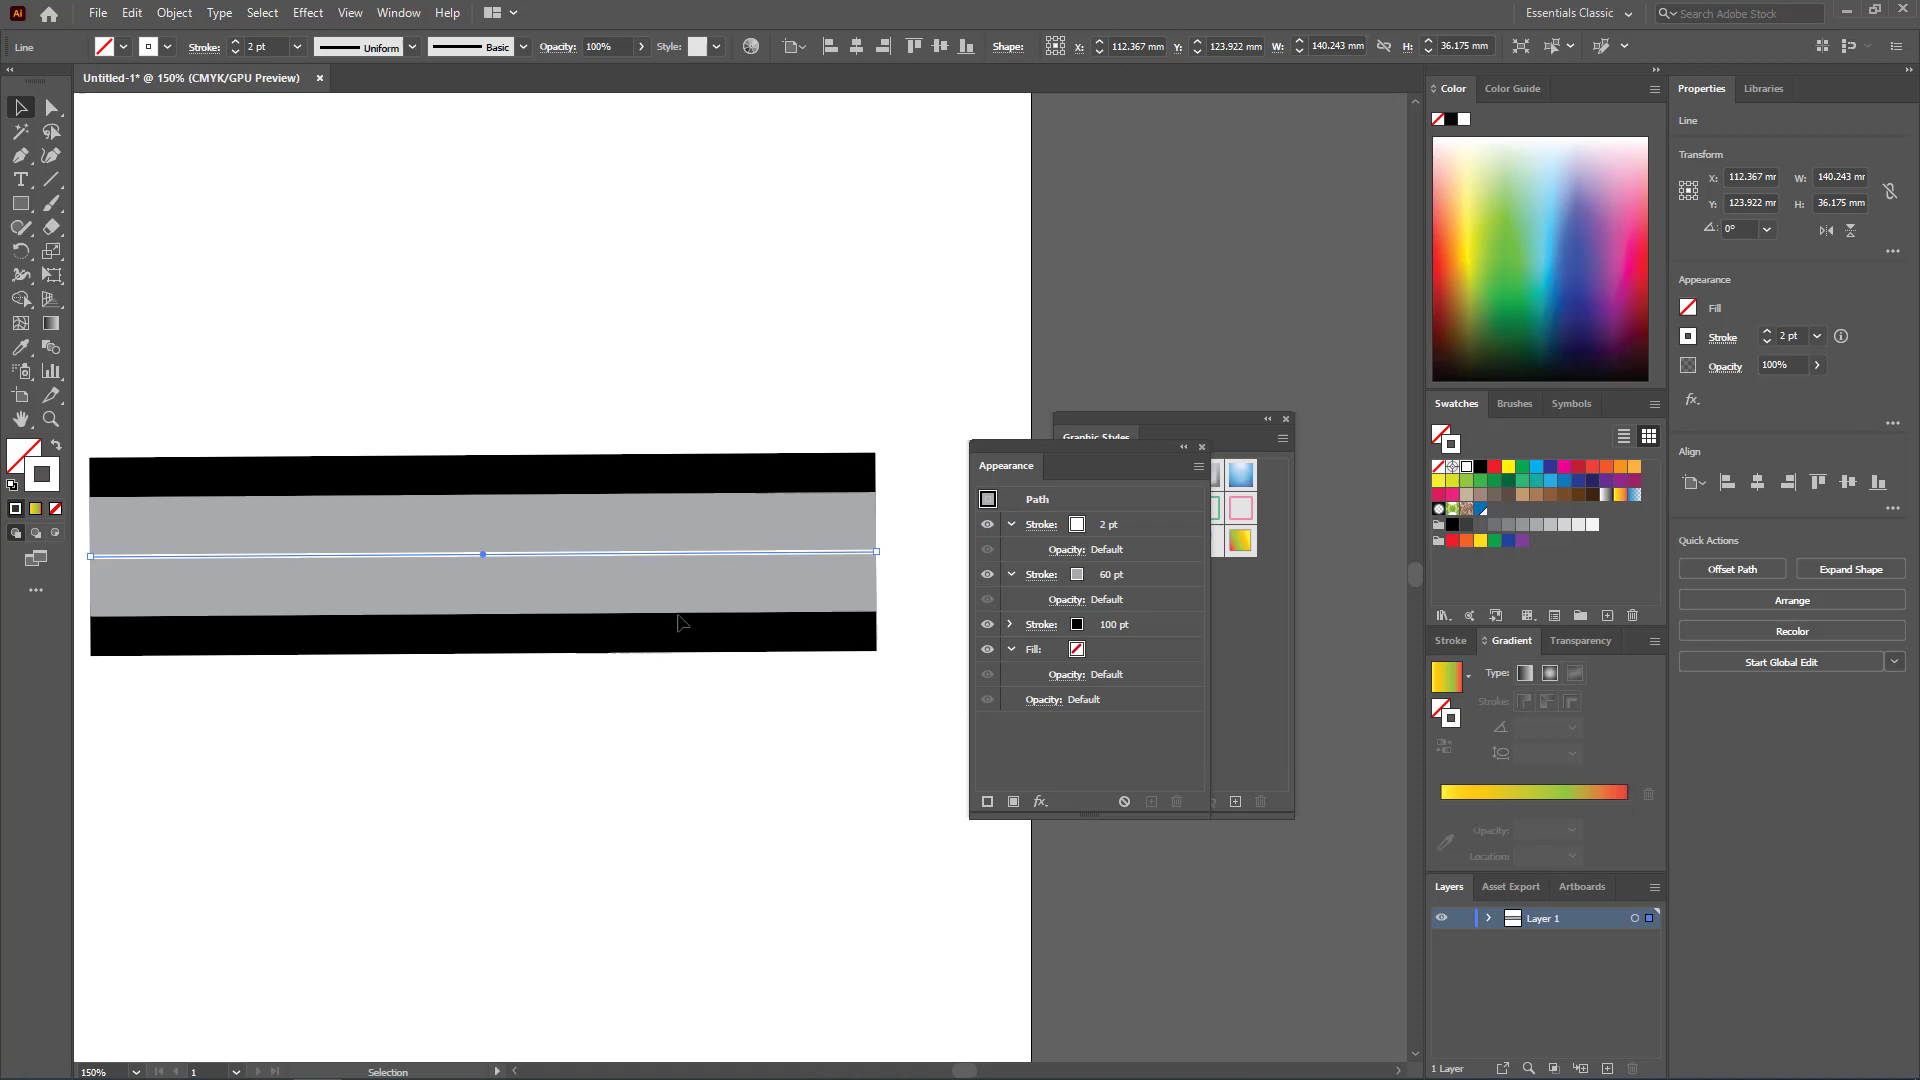 Ai File Edit Object Type Select Effect View Window Help Essentials Classic Search Adobe Stock
Line Stroke: 2 pt Uniform Basic Opacity: 100% Style: Shape: X: 112.367 mm Y: 123.922 mm W: 140.243 mm H: 36.175 mm
Untitled-1* @ 150% (CMYK/GPU Preview) ×
Color Color Guide
Properties Libraries
Line
Transform
X: 112.367 mr W: 140.243 mr
Y: 123.922 mr H: 36.175 mm
0°
Appearance
Fill
Stroke 2 pt
Opacity 100%
fx.
Swatches Brushes Symbols
Align
Quick Actions
Offset Path Expand Shape
Arrange
Recolor
Start Global Edit
Graphic Styles
Appearance
Path
Stroke: 2 pt
Opacity: Default
Stroke: 60 pt
Opacity: Default
Stroke: 100 pt
Fill:
Opacity: Default
Opacity: Default
fx.
Stroke Gradient Transparency
Type:
Stroke:
Opacity:
Location:
Layers Asset Export Artboards
Layer 1
1 Layer
150% 1 Selection